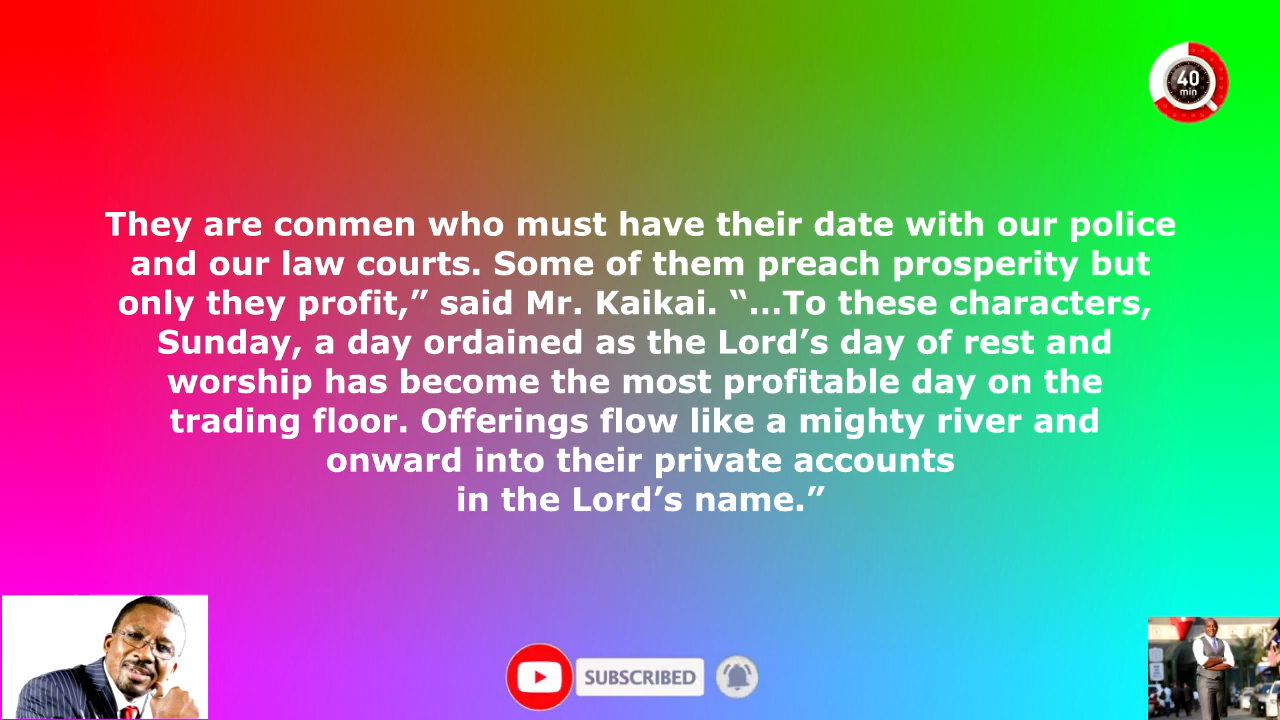 40
min
They are conmen who must have their date with our police
and our law courts. Some of them preach prosperity but
only they profit,” said Mr. Kaikai. “…To these characters,
Sunday, a day ordained as the Lord’s day of rest and
worship has become the most profitable day on the
trading floor. Offerings flow like a mighty river and
onward into their private accounts
in the Lord’s name.”
SUBSCRIBED